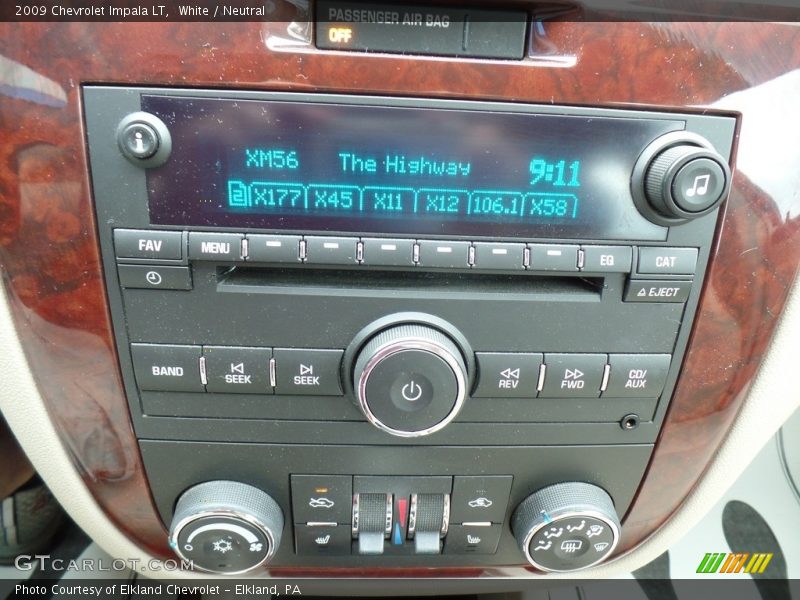 2009 Chevrolet Impala LT,  White / Neutral
PASSENGER AIR BAG
OFF
i
XM56 The Highway 9:11
X177 X45 X11 X12 106.1 X58
FAV MENU EQ CAT
EJECT
BAND SEEK SEEK REV FWD CD/AUX
GTCarLot.com
Photo Courtesy of Elkland Chevrolet - Elkland, PA